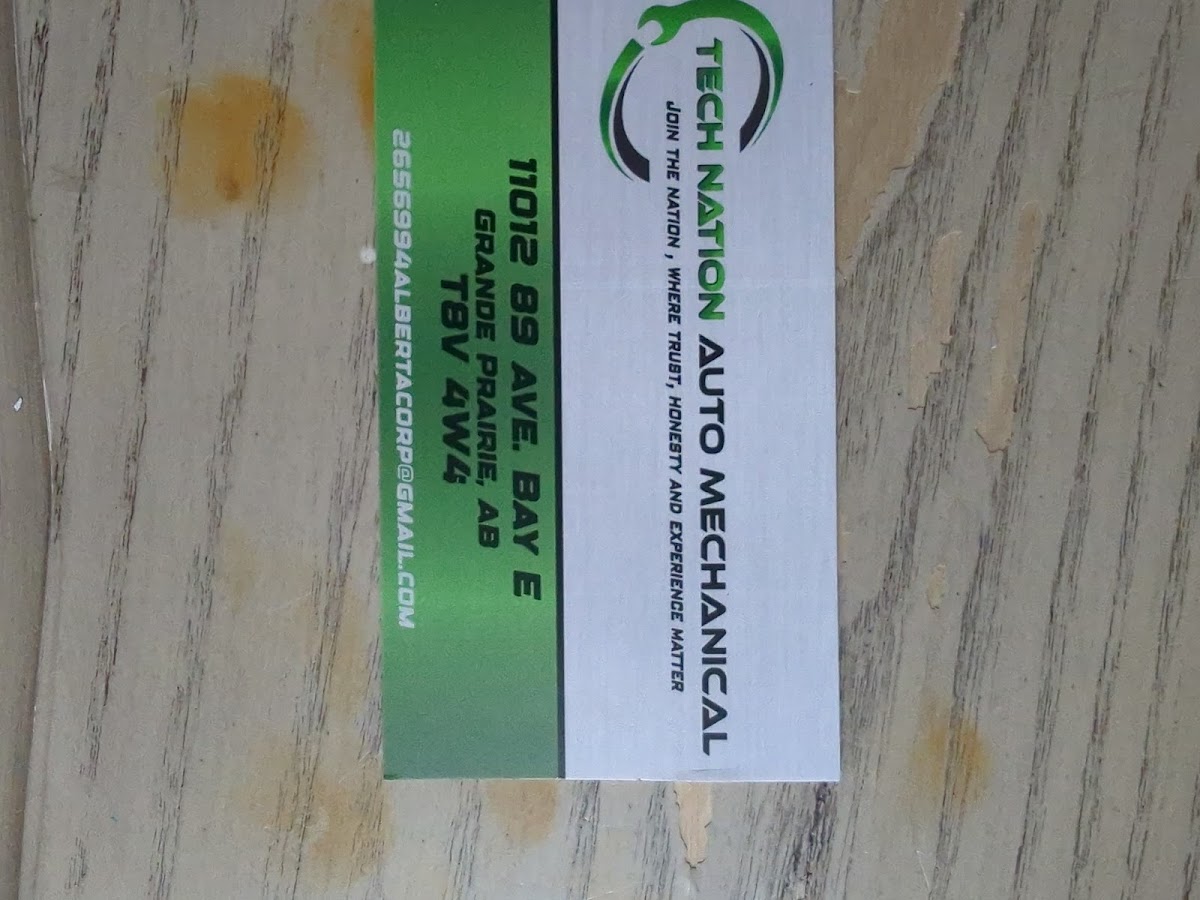 TECH NATION AUTO MECHANICAL
JOIN THE NATION , WHERE TRUST, HONESTY AND EXPERIENCE MATTER
11012 89 AVE. BAY E
GRANDE PRAIRIE, AB
T8V 4W4
2656994ALBERTACORP@GMAIL.COM